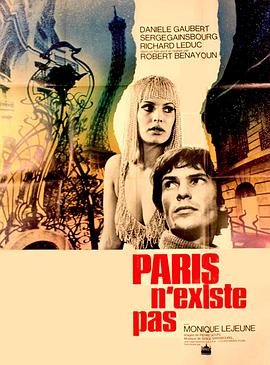 DANIELE GAUBERT
SERGE GAINSBOURG
RICHARD LEDUC
ROBERT BENAYOUN
PARIS
n'existe
pas
MONIQUE LEJEUNE